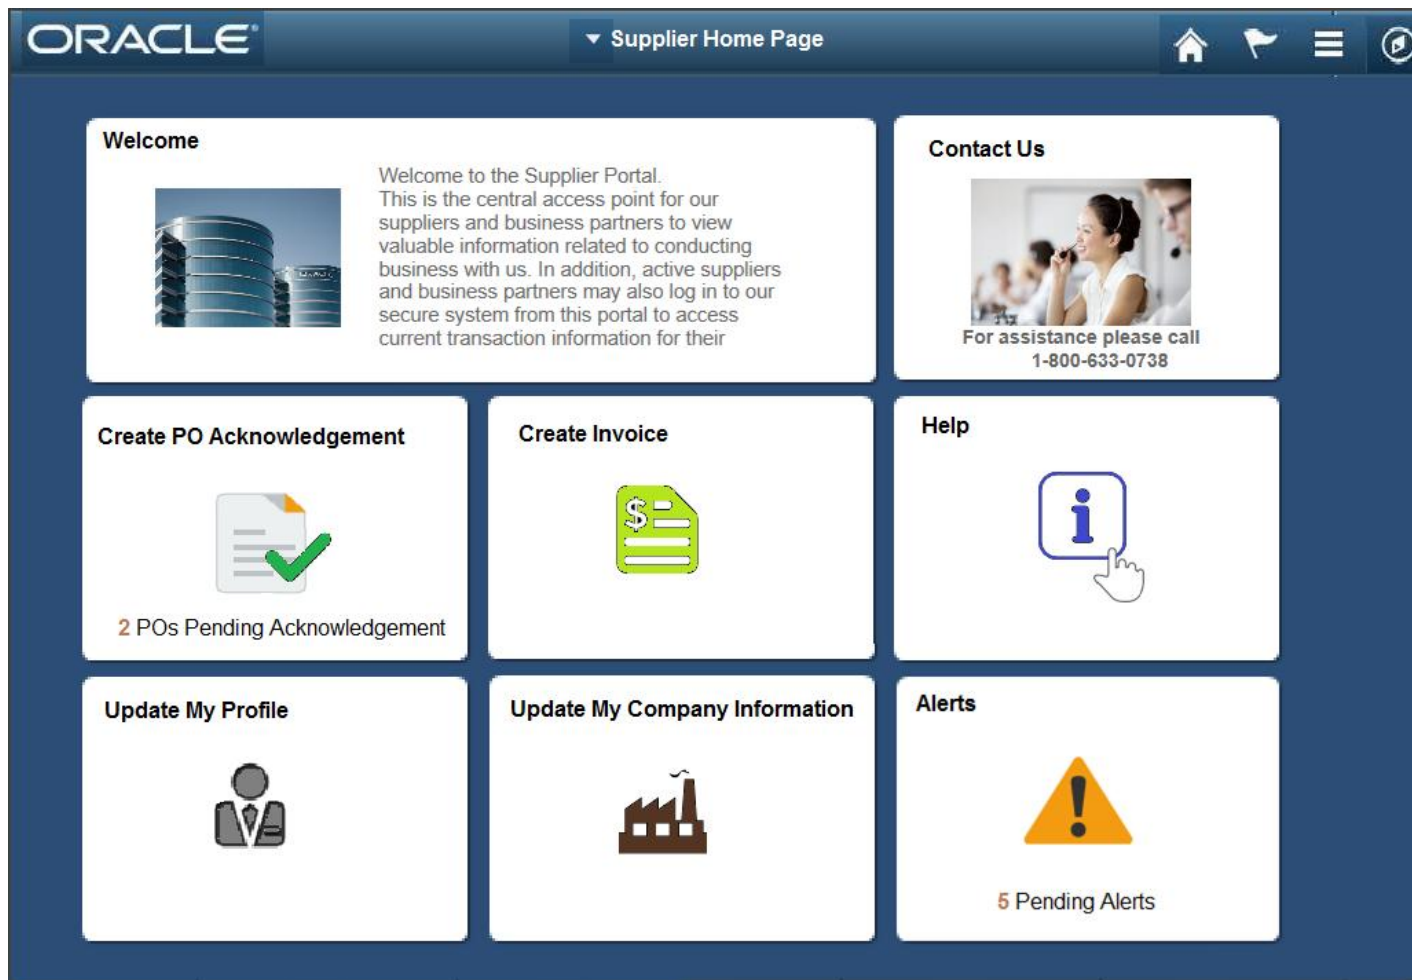 ORACLE
Supplier Home Page
Welcome
Welcome to the Supplier Portal.
This is the central access point for our
suppliers and business partners to view
valuable information related to conducting
business with us. In addition, active suppliers
and business partners may also log in to our
secure system from this portal to access
current transaction information for their
ORACLE
Contact Us
For assistance please call
1-800-633-0738
Create PO Acknowledgement
2 POs Pending Acknowledgement
Create Invoice
$
Help
i
Update My Profile
Update My Company Information
Alerts
!
5 Pending Alerts